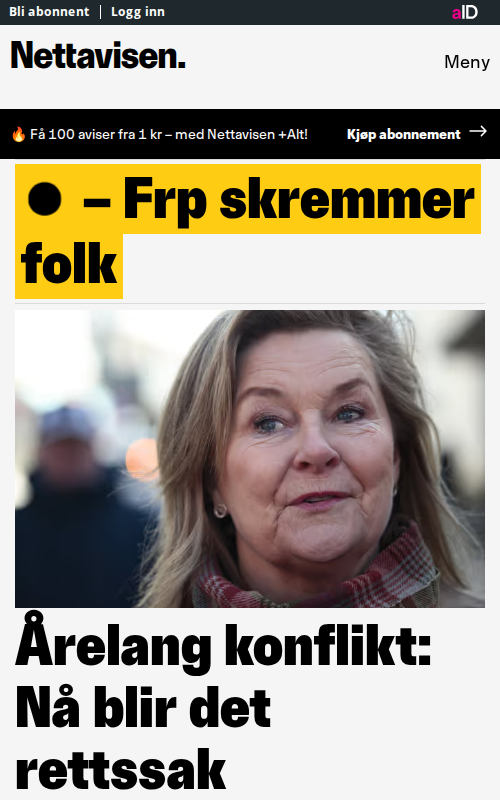 Bli abonnent | Logg inn
aID
Nettavisen.
Meny
🔥 Få 100 aviser fra 1 kr – med Nettavisen +Alt!
Kjøp abonnement →
● – Frp skremmer
folk
Årelang konflikt:
Nå blir det
rettssak